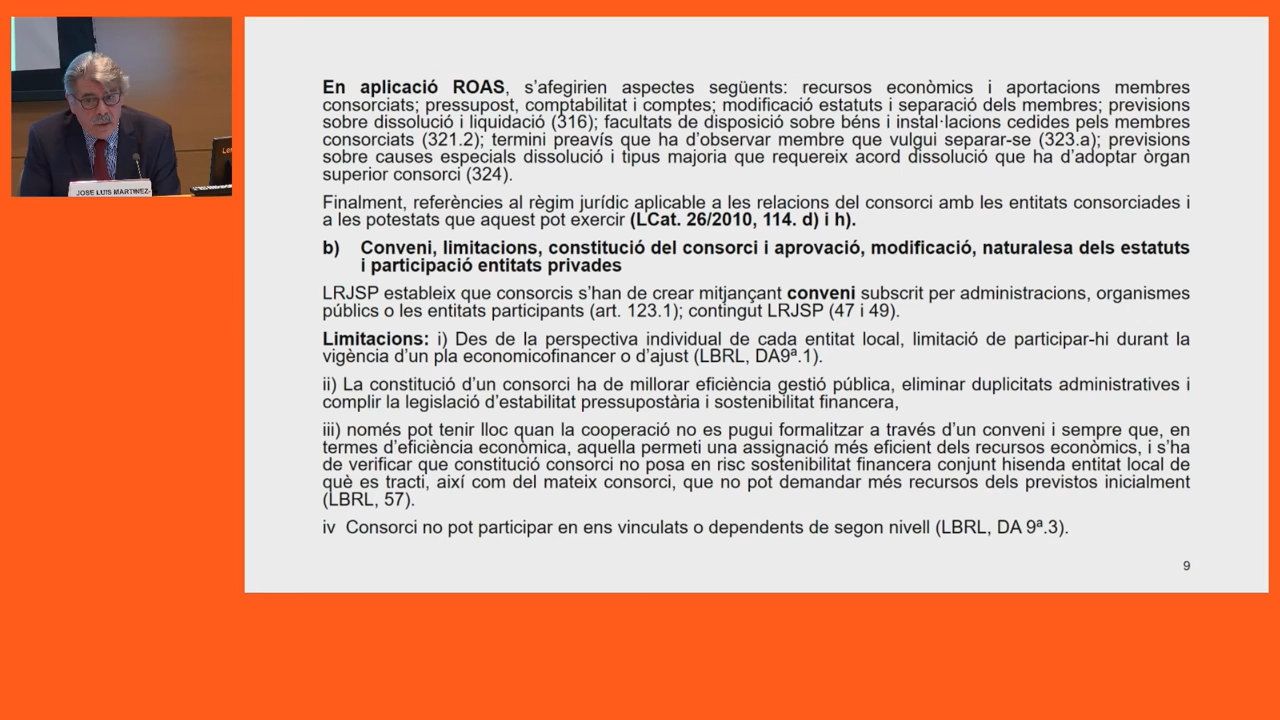 JOSE LUIS MARTINEZ-
En aplicació ROAS, s’afegirien aspectes següents: recursos econòmics i aportacions membres
consorciats; pressupost, comptabilitat i comptes; modificació estatuts i separació dels membres; previsions
sobre dissolució i liquidació (316); facultats de disposició sobre béns i instal·lacions cedides pels membres
consorciats (321.2); termini preavís que ha d’observar membre que vulgui separar-se (323.a); previsions
sobre causes especials dissolució i tipus majoria que requereix acord dissolució que ha d’adoptar òrgan
superior consorci (324).
Finalment, referències al règim jurídic aplicable a les relacions del consorci amb les entitats consorciades i
a les potestats que aquest pot exercir (LCat. 26/2010, 114. d) i h).
b) Conveni, limitacions, constitució del consorci i aprovació, modificació, naturalesa dels estatuts
i participació entitats privades
LRJSP estableix que consorcis s’han de crear mitjançant conveni subscrit per administracions, organismes
públics o les entitats participants (art. 123.1); contingut LRJSP (47 i 49).
Limitacions: i) Des de la perspectiva individual de cada entitat local, limitació de participar-hi durant la
vigència d’un pla economicofinancer o d’ajust (LBRL, DA9ª.1).
ii) La constitució d’un consorci ha de millorar eficiència gestió pública, eliminar duplicitats administratives i
complir la legislació d’estabilitat pressupostària i sostenibilitat financera,
iii) només pot tenir lloc quan la cooperació no es pugui formalitzar a través d’un conveni i sempre que, en
termes d’eficiència econòmica, aquella permeti una assignació més eficient dels recursos econòmics, i s’ha
de verificar que constitució consorci no posa en risc sostenibilitat financera conjunt hisenda entitat local de
què es tracti, així com del mateix consorci, que no pot demandar més recursos dels previstos inicialment
(LBRL, 57).
iv Consorci no pot participar en ens vinculats o dependents de segon nivell (LBRL, DA 9ª.3).
9